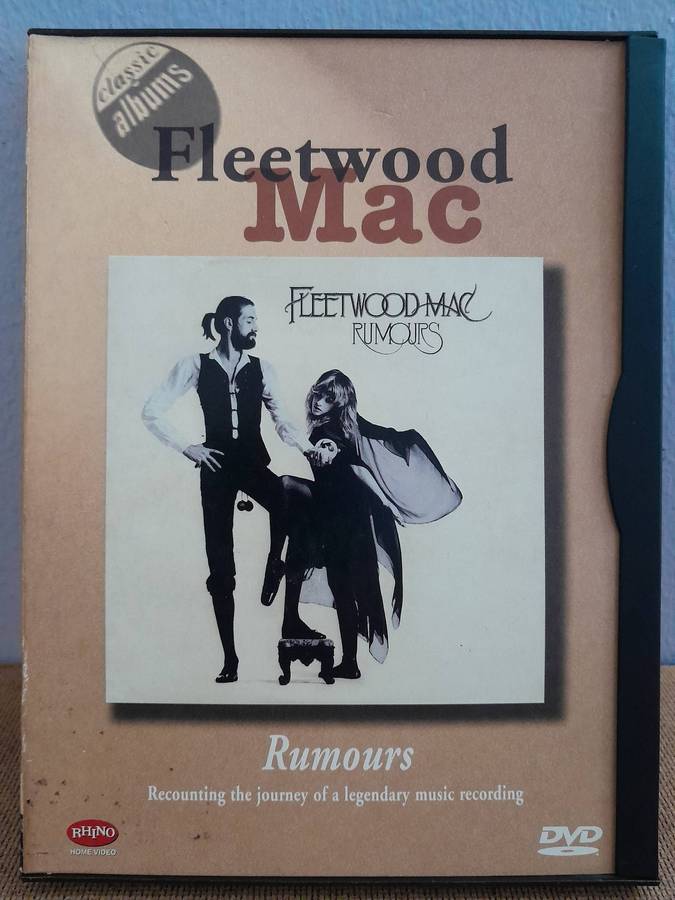 classic
albums
Fleetwood
Mac
FLEETWOOD MAC
RUMOURS
Rumours
Recounting the journey of a legendary music recording
RHINO
HOME VIDEO
DVD